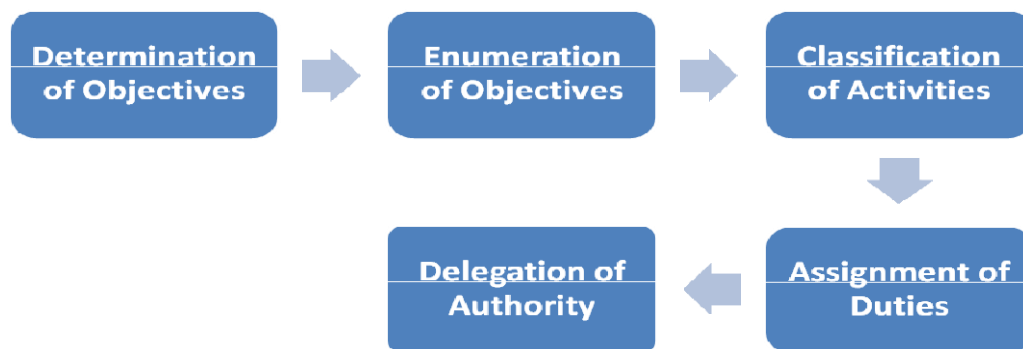 Determination
of Objectives
Enumeration
of Objectives
Classification
of Activities
Assignment of
Duties
Delegation of
Authority